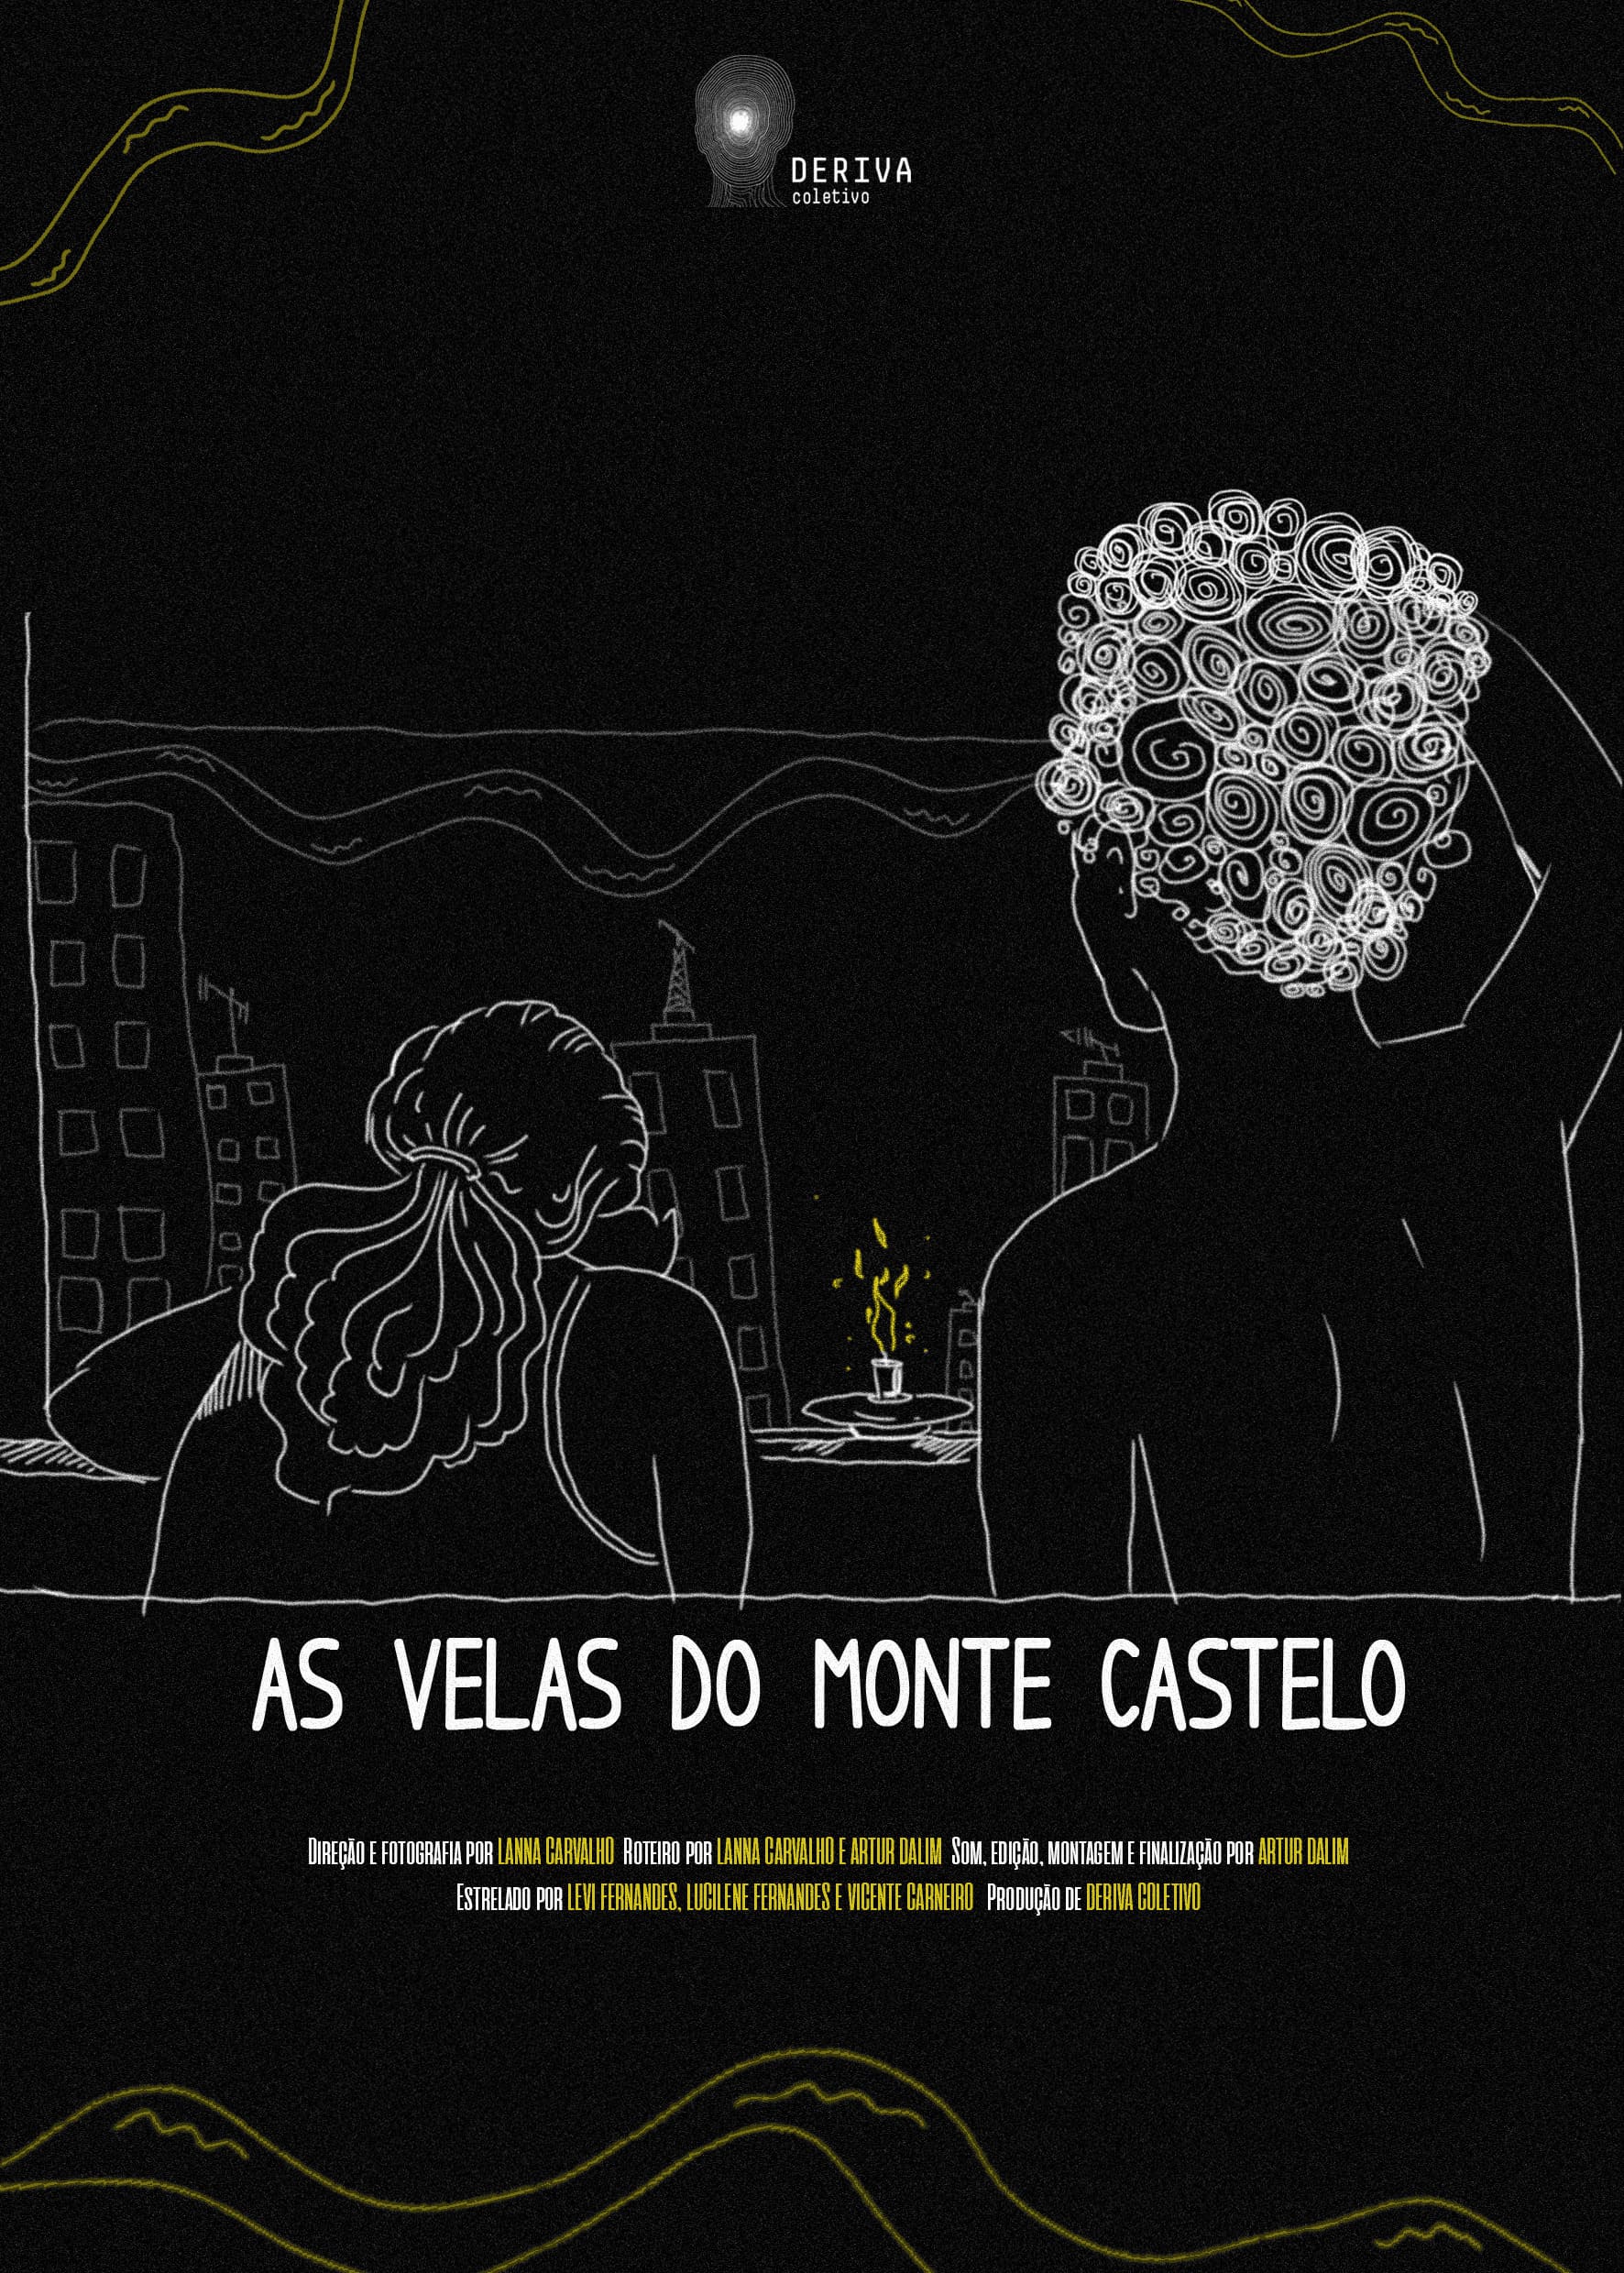 DERIVA
coletivo
AS VELAS DO MONTE CASTELO
DIREÇÃO E FOTOGRAFIA POR LANNA CARVALHO ROTEIRO POR LANNA CARVALHO E ARTUR DALIM SOM, EDIÇÃO, MONTAGEM E FINALIZAÇÃO POR ARTUR DALIM
ESTRELADO POR LEVI FERNANDES, LUCILENE FERNANDES E VICENTE CARNEIRO PRODUÇÃO DE DERIVA COLETIVO